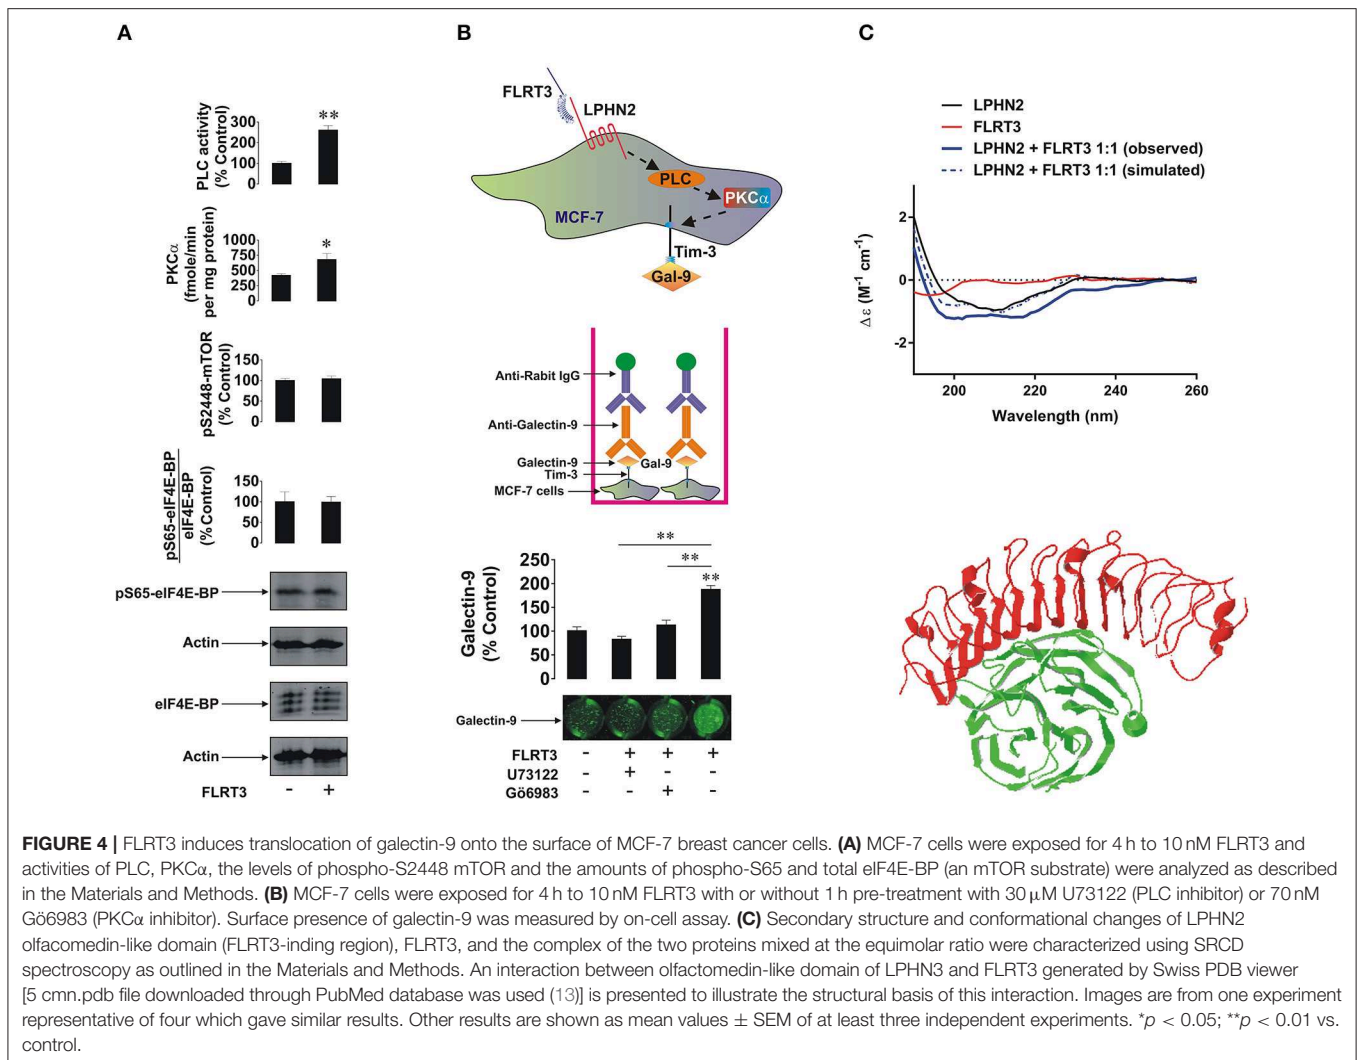 A
PLC activity
(% Control)
300
200
100
0
**
PKCα
(fmole/min
per mg protein)
1000
750
500
250
0
*
pS2448-mTOR
(% Control)
150
100
50
0
pS65-eIF4E-BP
eIF4E-BP
(% Control)
150
100
50
0
pS65-eIF4E-BP
Actin
eIF4E-BP
Actin
FLRT3 - +
B
FLRT3
LPHN2
PLC
PKCα
MCF-7
Tim-3
Gal-9
Anti-Rabit IgG
Anti-Galectin-9
Galectin-9
Gal-9
Tim-3
MCF-7 cells
Galectin-9
(% Control)
250
200
150
100
50
0
**
**
**
Galectin-9
FLRT3 - + + +
U73122 - + - -
Gö6983 - - + -
C
LPHN2
FLRT3
LPHN2 + FLRT3 1:1 (observed)
LPHN2 + FLRT3 1:1 (simulated)
Δε (M-1 cm-1)
2
0
-2
200 220 240 260
Wavelength (nm)
FIGURE 4 | FLRT3 induces translocation of galectin-9 onto the surface of MCF-7 breast cancer cells. (A) MCF-7 cells were exposed for 4 h to 10 nM FLRT3 and
activities of PLC, PKCα, the levels of phospho-S2448 mTOR and the amounts of phospho-S65 and total eIF4E-BP (an mTOR substrate) were analyzed as described
in the Materials and Methods. (B) MCF-7 cells were exposed for 4 h to 10 nM FLRT3 with or without 1 h pre-treatment with 30 μM U73122 (PLC inhibitor) or 70 nM
Gö6983 (PKCα inhibitor). Surface presence of galectin-9 was measured by on-cell assay. (C) Secondary structure and conformational changes of LPHN2
olfacomedin-like domain (FLRT3-inding region), FLRT3, and the complex of the two proteins mixed at the equimolar ratio were characterized using SRCD
spectroscopy as outlined in the Materials and Methods. An interaction between olfactomedin-like domain of LPHN3 and FLRT3 generated by Swiss PDB viewer
[5 cmn.pdb file downloaded through PubMed database was used (13)] is presented to illustrate the structural basis of this interaction. Images are from one experiment
representative of four which gave similar results. Other results are shown as mean values ± SEM of at least three independent experiments. *p < 0.05; **p < 0.01 vs.
control.